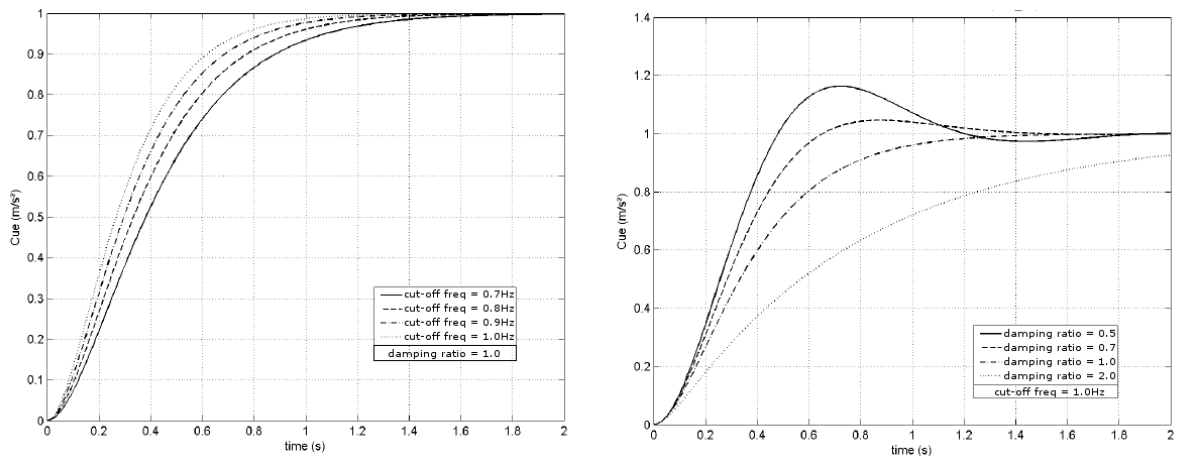 1
0.9
0.8
0.7
0.6
0.5
0.4
0.3
0.2
0.1
0
Cue (m/s²)
0 0.2 0.4 0.6 0.8 1 1.2 1.4 1.6 1.8 2
time (s)
cut-off freq = 0.7Hz
cut-off freq = 0.8Hz
cut-off freq = 0.9Hz
cut-off freq = 1.0Hz
damping ratio = 1.0
1.4
1.2
1
0.8
0.6
0.4
0.2
0
Cue (m/s²)
0 0.2 0.4 0.6 0.8 1 1.2 1.4 1.6 1.8 2
time (s)
damping ratio = 0.5
damping ratio = 0.7
damping ratio = 1.0
damping ratio = 2.0
cut-off freq = 1.0Hz